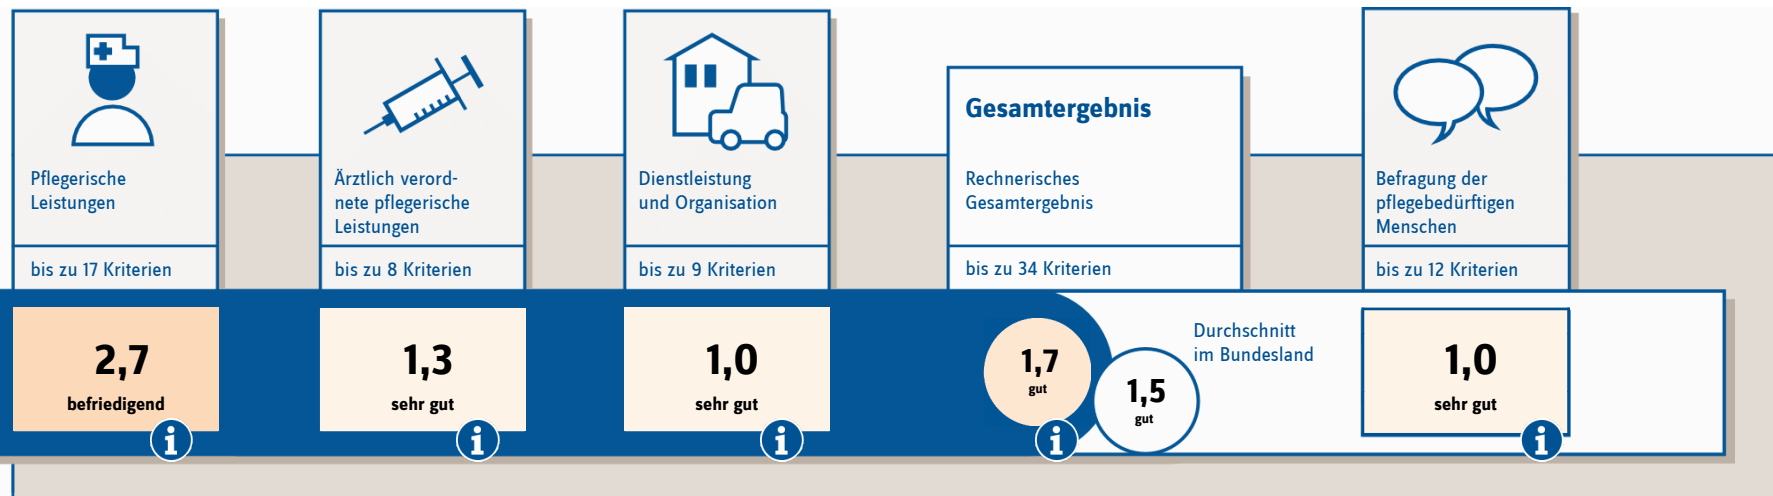 Pflegerische
Leistungen
bis zu 17 Kriterien
2,7
befriedigend
i
Ärztlich verord-
nete pflegerische
Leistungen
bis zu 8 Kriterien
1,3
sehr gut
i
Dienstleistung
und Organisation
bis zu 9 Kriterien
1,0
sehr gut
i
Gesamtergebnis
Rechnerisches
Gesamtergebnis
bis zu 34 Kriterien
1,7
gut
i
1,5
gut
Durchschnitt
im Bundesland
Befragung der
pflegebedürftigen
Menschen
bis zu 12 Kriterien
1,0
sehr gut
i